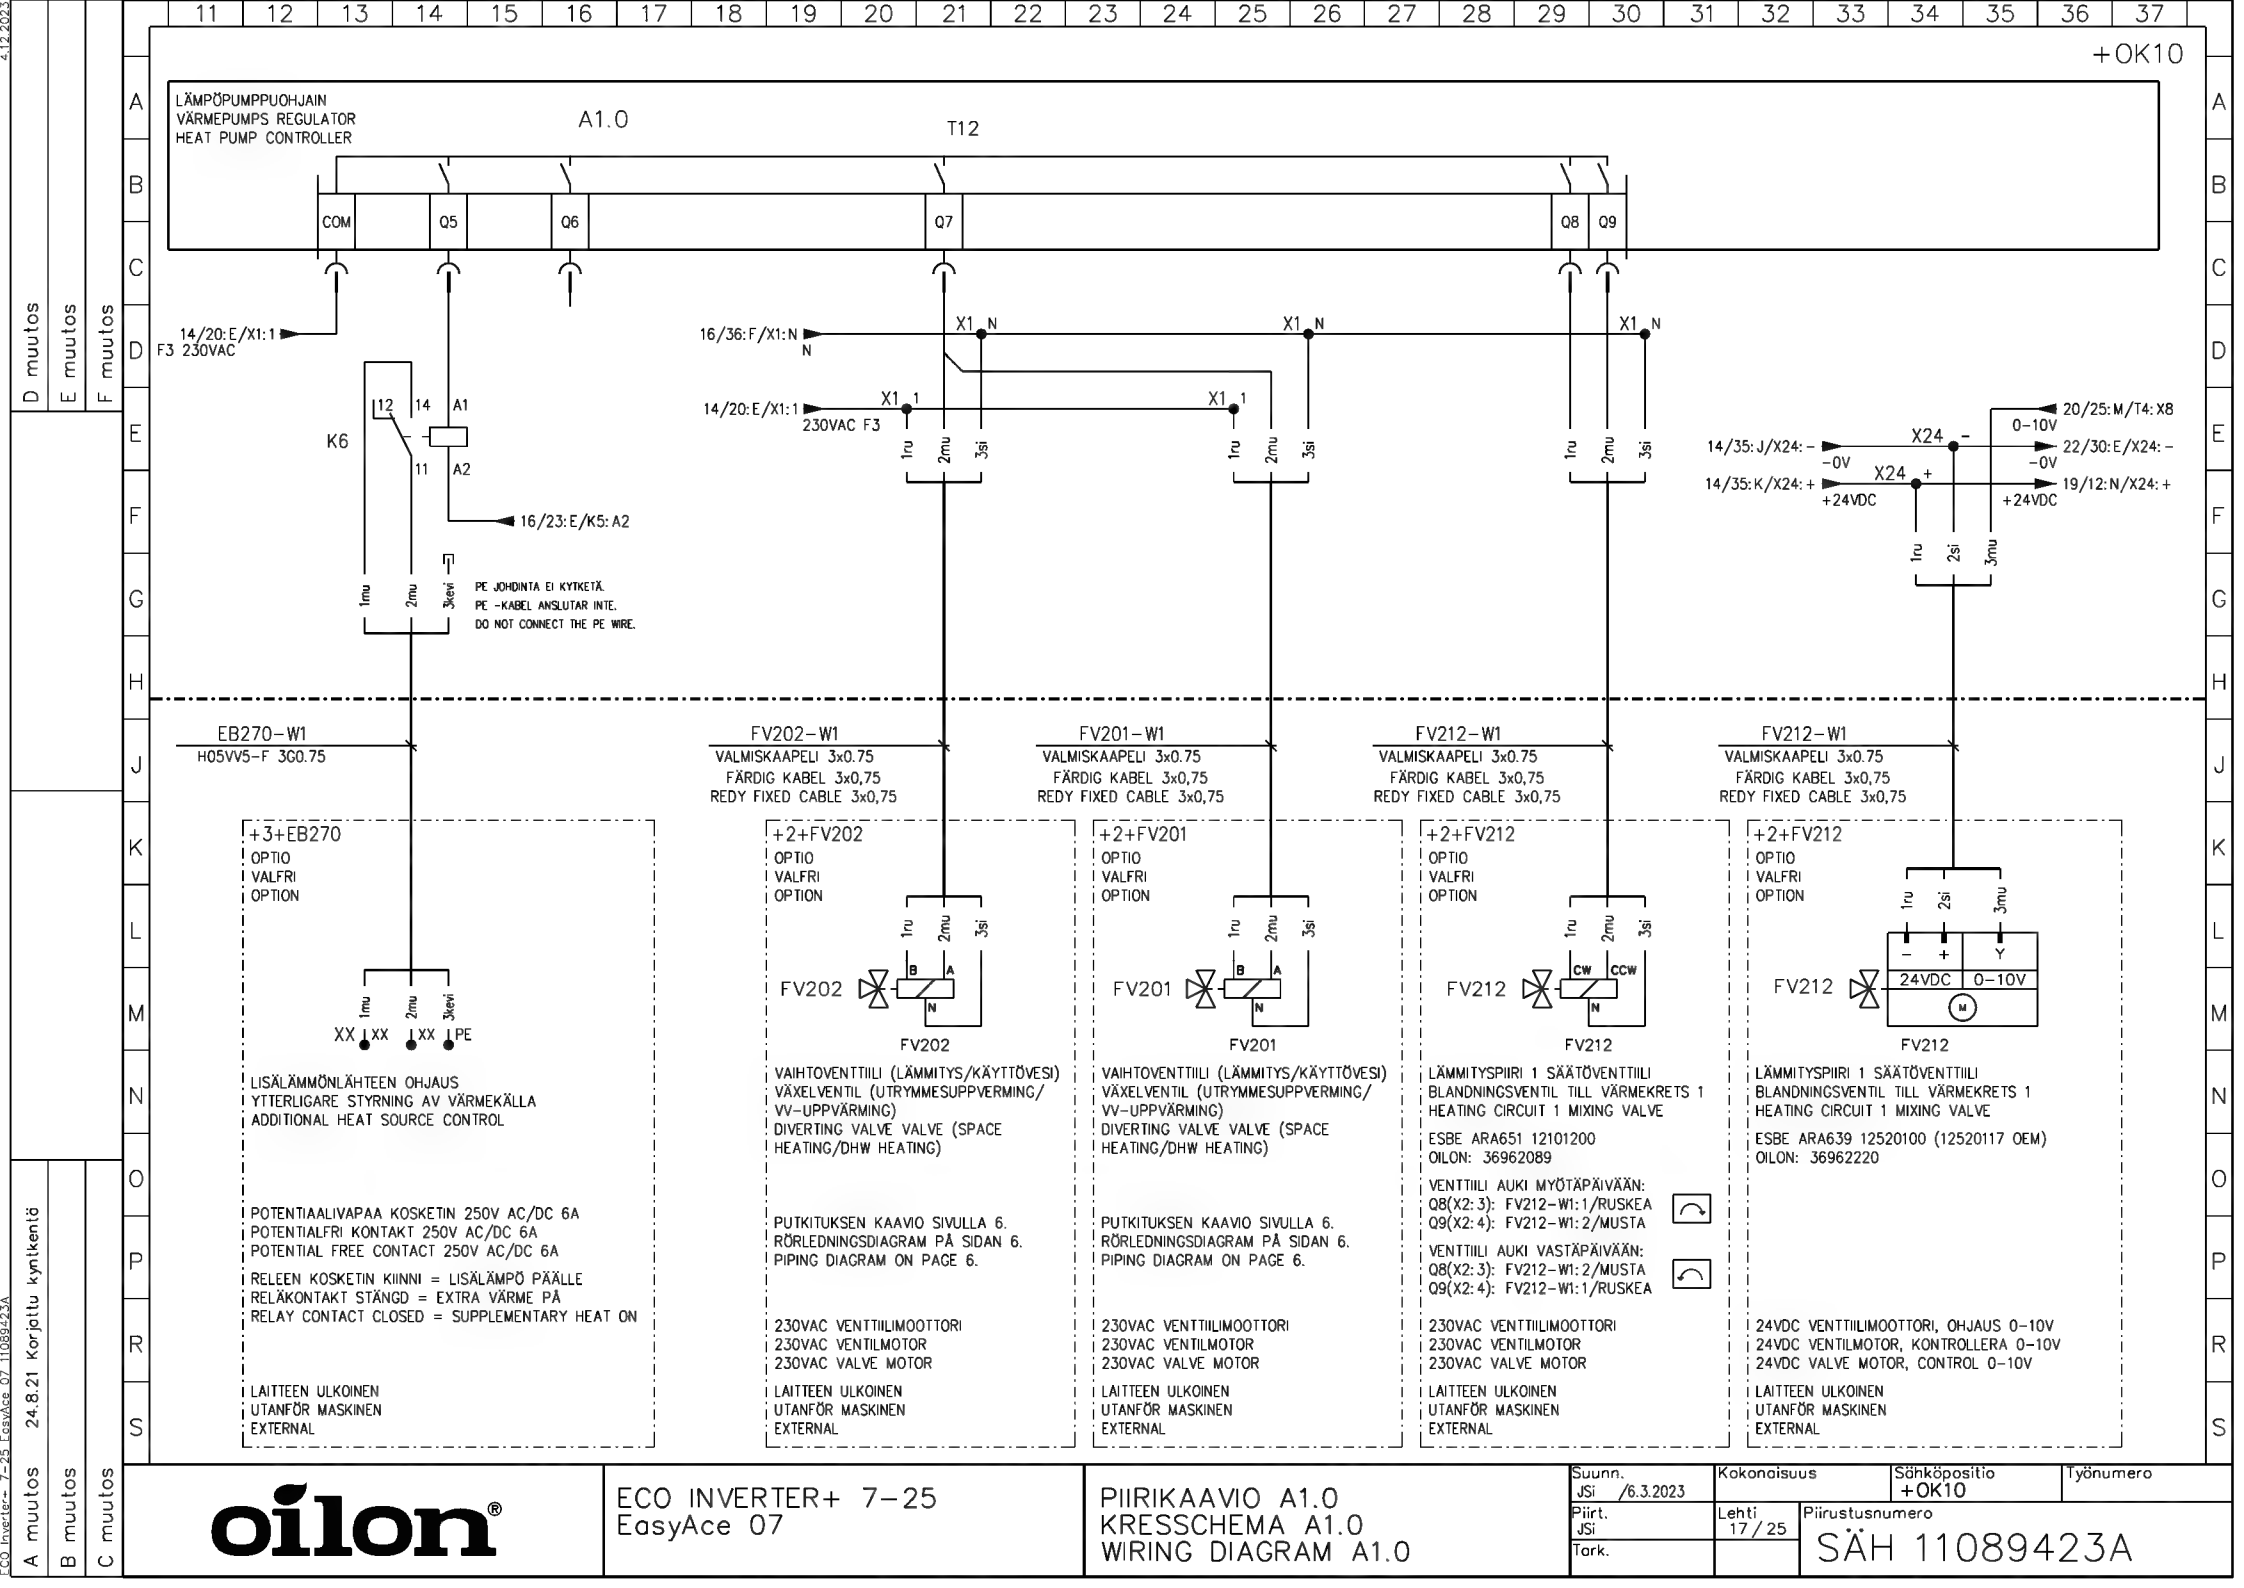 11 12 13 14 15 16 17 18 19 20 21 22 23 24 25 26 27 28 29 30 31 32 33 34 35 36 37
+OK10
A B C D E F G H J K L M N O P R S
A B C D E F G H J K L M N O P R S
LÄMPÖPUMPPUOHJAIN
VÄRMEPUMPS REGULATOR
HEAT PUMP CONTROLLER
A1.0
T12
COM Q5 Q6 Q7 Q8 Q9
14/20:E/X1:1
F3 230VAC
16/36:F/X1:N
N
X1 N
X1 N
X1 N
14/20:E/X1:1
230VAC F3
X1 1
X1 1
K6
12 14 A1
11 A2
16/23:E/K5:A2
1mu 2mu 3kevi
PE JOHDINTA EI KYTKETÄ.
PE -KABEL ANSLUTAR INTE.
DO NOT CONNECT THE PE WIRE.
1ru 2mu 3si
1ru 2mu 3si
1ru 2mu 3si
20/25:M/T4:X8
0-10V
14/35:J/X24:-
-0V
X24 -
22/30:E/X24:-
-0V
14/35:K/X24:+
+24VDC
X24 +
19/12:N/X24:+
+24VDC
1ru 2si 3mu
EB270-W1
H05VV5-F 3G0.75
FV202-W1
VALMISKAAPELI 3x0.75
FÄRDIG KABEL 3x0,75
REDY FIXED CABLE 3x0,75
FV201-W1
VALMISKAAPELI 3x0.75
FÄRDIG KABEL 3x0,75
REDY FIXED CABLE 3x0,75
FV212-W1
VALMISKAAPELI 3x0.75
FÄRDIG KABEL 3x0,75
REDY FIXED CABLE 3x0,75
FV212-W1
VALMISKAAPELI 3x0.75
FÄRDIG KABEL 3x0,75
REDY FIXED CABLE 3x0,75
+3+EB270
OPTIO
VALFRI
OPTION
1mu 2mu 3kevi
XX XX XX PE
LISÄLÄMMÖNLÄHTEEN OHJAUS
YTTERLIGARE STYRNING AV VÄRMEKÄLLA
ADDITIONAL HEAT SOURCE CONTROL
POTENTIAALIVAPAA KOSKETIN 250V AC/DC 6A
POTENTIALFRI KONTAKT 250V AC/DC 6A
POTENTIAL FREE CONTACT 250V AC/DC 6A
RELEEN KOSKETIN KIINNI = LISÄLÄMPÖ PÄÄLLE
RELÄKONTAKT STÄNGD = EXTRA VÄRME PÅ
RELAY CONTACT CLOSED = SUPPLEMENTARY HEAT ON
LAITTEEN ULKOINEN
UTANFÖR MASKINEN
EXTERNAL
+2+FV202
OPTIO
VALFRI
OPTION
1ru 2mu 3si
B A
FV202
N
FV202
VAIHTOVENTTIILI (LÄMMITYS/KÄYTTÖVESI)
VÄXELVENTIL (UTRYMMESUPPVERMING/
VV-UPPVÄRMING)
DIVERTING VALVE VALVE (SPACE
HEATING/DHW HEATING)
PUTKITUKSEN KAAVIO SIVULLA 6.
RÖRLEDNINGSDIAGRAM PÅ SIDAN 6.
PIPING DIAGRAM ON PAGE 6.
230VAC VENTTIILIMOOTTORI
230VAC VENTILMOTOR
230VAC VALVE MOTOR
LAITTEEN ULKOINEN
UTANFÖR MASKINEN
EXTERNAL
+2+FV201
OPTIO
VALFRI
OPTION
1ru 2mu 3si
B A
FV201
N
FV201
VAIHTOVENTTIILI (LÄMMITYS/KÄYTTÖVESI)
VÄXELVENTIL (UTRYMMESUPPVERMING/
VV-UPPVÄRMING)
DIVERTING VALVE VALVE (SPACE
HEATING/DHW HEATING)
PUTKITUKSEN KAAVIO SIVULLA 6.
RÖRLEDNINGSDIAGRAM PÅ SIDAN 6.
PIPING DIAGRAM ON PAGE 6.
230VAC VENTTIILIMOOTTORI
230VAC VENTILMOTOR
230VAC VALVE MOTOR
LAITTEEN ULKOINEN
UTANFÖR MASKINEN
EXTERNAL
+2+FV212
OPTIO
VALFRI
OPTION
1ru 2mu 3si
CW CCW
FV212
N
FV212
LÄMMITYSPIIRI 1 SÄÄTÖVENTTIILI
BLANDNINGSVENTIL TILL VÄRMEKRETS 1
HEATING CIRCUIT 1 MIXING VALVE
ESBE ARA651 12101200
OILON: 36962089
VENTTIILI AUKI MYÖTÄPÄIVÄÄN:
Q8(X2:3): FV212-W1:1/RUSKEA
Q9(X2:4): FV212-W1:2/MUSTA
VENTTIILI AUKI VASTÄPÄIVÄÄN:
Q8(X2:3): FV212-W1:2/MUSTA
Q9(X2:4): FV212-W1:1/RUSKEA
230VAC VENTTIILIMOOTTORI
230VAC VENTILMOTOR
230VAC VALVE MOTOR
LAITTEEN ULKOINEN
UTANFÖR MASKINEN
EXTERNAL
+2+FV212
OPTIO
VALFRI
OPTION
1ru 2si 3mu
- + Y
FV212
24VDC 0-10V
M
FV212
LÄMMITYSPIIRI 1 SÄÄTÖVENTTIILI
BLANDNINGSVENTIL TILL VÄRMEKRETS 1
HEATING CIRCUIT 1 MIXING VALVE
ESBE ARA639 12520100 (12520117 OEM)
OILON: 36962220
24VDC VENTTIILIMOOTTORI, OHJAUS 0-10V
24VDC VENTILMOTOR, KONTROLLERA 0-10V
24VDC VALVE MOTOR, CONTROL 0-10V
LAITTEEN ULKOINEN
UTANFÖR MASKINEN
EXTERNAL
4.12.2023
D muutos
E muutos
F muutos
A muutos 24.8.21 Korjattu kyntkentä
B muutos
C muutos
ECO Inverter+ 7-25 EasyAce 07 11089423A
oilon®
ECO INVERTER+ 7-25
EasyAce 07
PIIRIKAAVIO A1.0
KRESSCHEMA A1.0
WIRING DIAGRAM A1.0
Suunn.
JSi /6.3.2023
Piirt.
JSi
Tark.
Kokonaisuus
Sähköpositio
+OK10
Työnumero
Lehti
17/25
Piirustusnumero
SÄH 11089423A